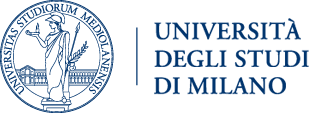 UNIVERSITAS STUDIORUM MEDIOLANENSIS
UNIVERSITÀ
DEGLI STUDI
DI MILANO